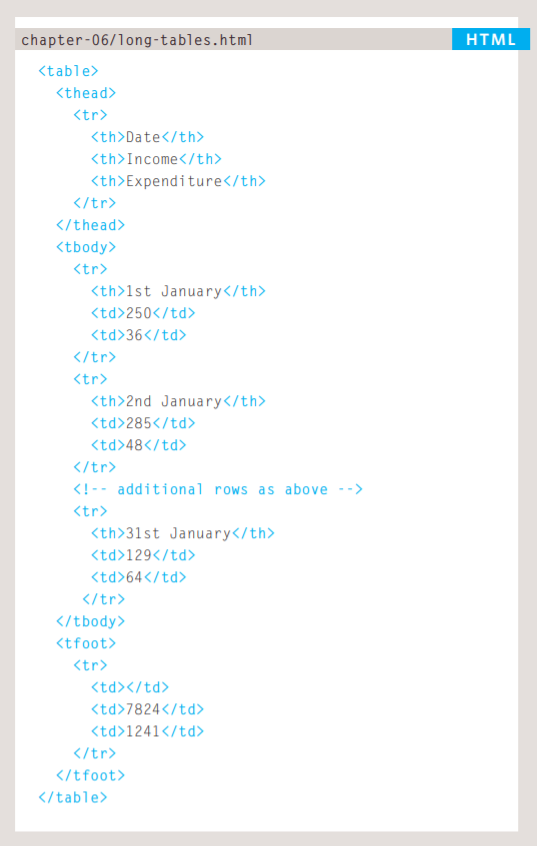 chapter-06/long-tables.html HTML
<table>
  <thead>
    <tr>
      <th>Date</th>
      <th>Income</th>
      <th>Expenditure</th>
    </tr>
  </thead>
  <tbody>
    <tr>
      <th>1st January</th>
      <td>250</td>
      <td>36</td>
    </tr>
    <tr>
      <th>2nd January</th>
      <td>285</td>
      <td>48</td>
    </tr>
    <!-- additional rows as above -->
    <tr>
      <th>31st January</th>
      <td>129</td>
      <td>64</td>
     </tr>
  </tbody>
  <tfoot>
    <tr>
      <td></td>
      <td>7824</td>
      <td>1241</td>
    </tr>
  </tfoot>
</table>